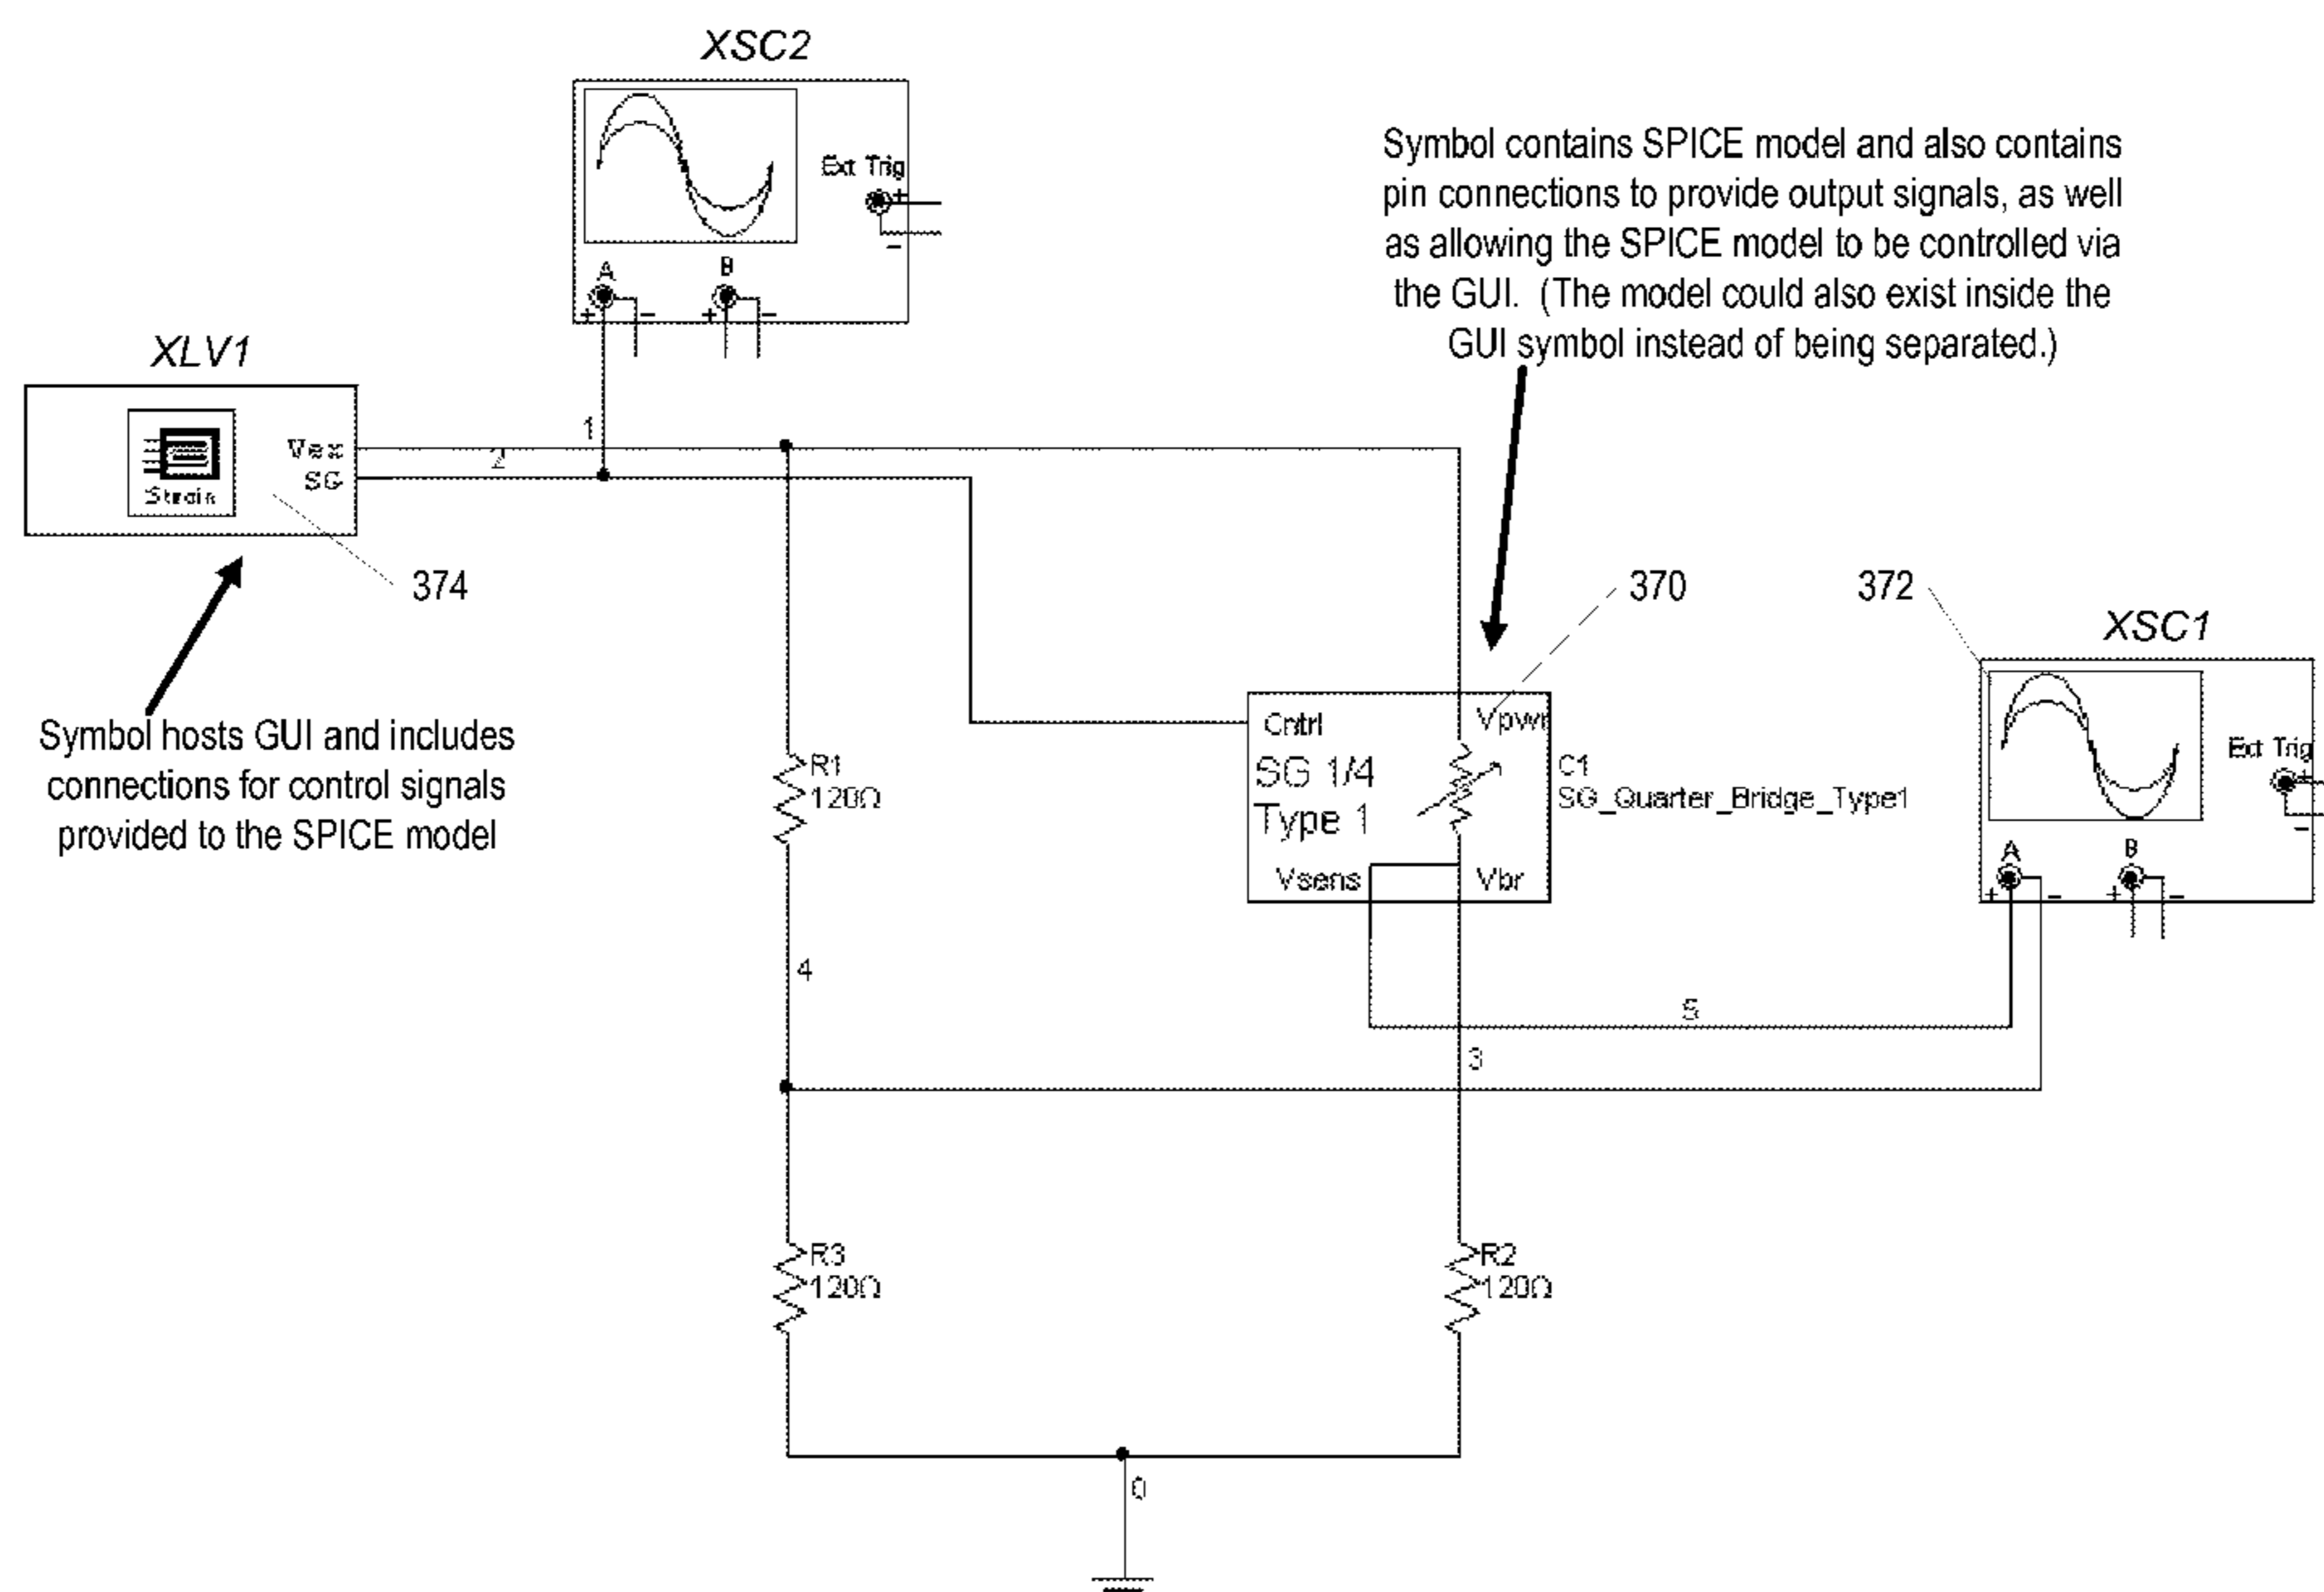 XSC2
Ext Trig
+
−
A
B
+
−
+
−
Symbol contains SPICE model and also contains
pin connections to provide output signals, as well
as allowing the SPICE model to be controlled via
the GUI. (The model could also exist inside the
GUI symbol instead of being separated.)
XLV1
Vex
SG
Strain
1
2
374
Symbol hosts GUI and includes
connections for control signals
provided to the SPICE model
370
372
XSC1
Ext Trig
+
−
A
B
+
−
+
−
Cntrl
Vpwr
SG 1/4
Type 1
Vsens
Vbr
C1
SG_Quarter_Bridge_Type1
R1
120Ω
4
5
3
R3
120Ω
R2
120Ω
0